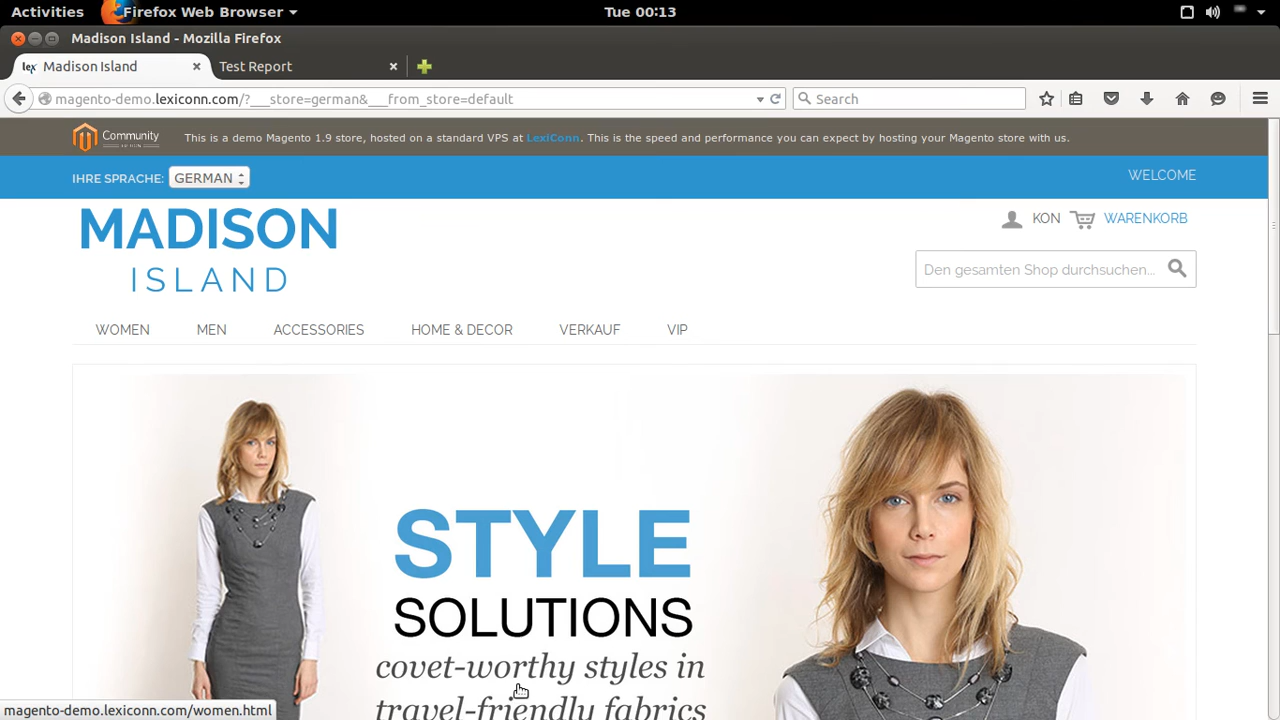 Activities Firefox Web Browser Tue 00:13
Madison Island - Mozilla Firefox
lex Madison Island Test Report
magento-demo.lexiconn.com/?___store=german&___from_store=default Search
Community This is a demo Magento 1.9 store, hosted on a standard VPS at LexiConn. This is the speed and performance you can expect by hosting your Magento store with us.
IHRE SPRACHE: GERMAN WELCOME
MADISON
ISLAND
KON WARENKORB
Den gesamten Shop durchsuchen...
WOMEN MEN ACCESSORIES HOME & DECOR VERKAUF VIP
STYLE
SOLUTIONS
covet-worthy styles in
travel-friendly fabrics
magento-demo.lexiconn.com/women.html